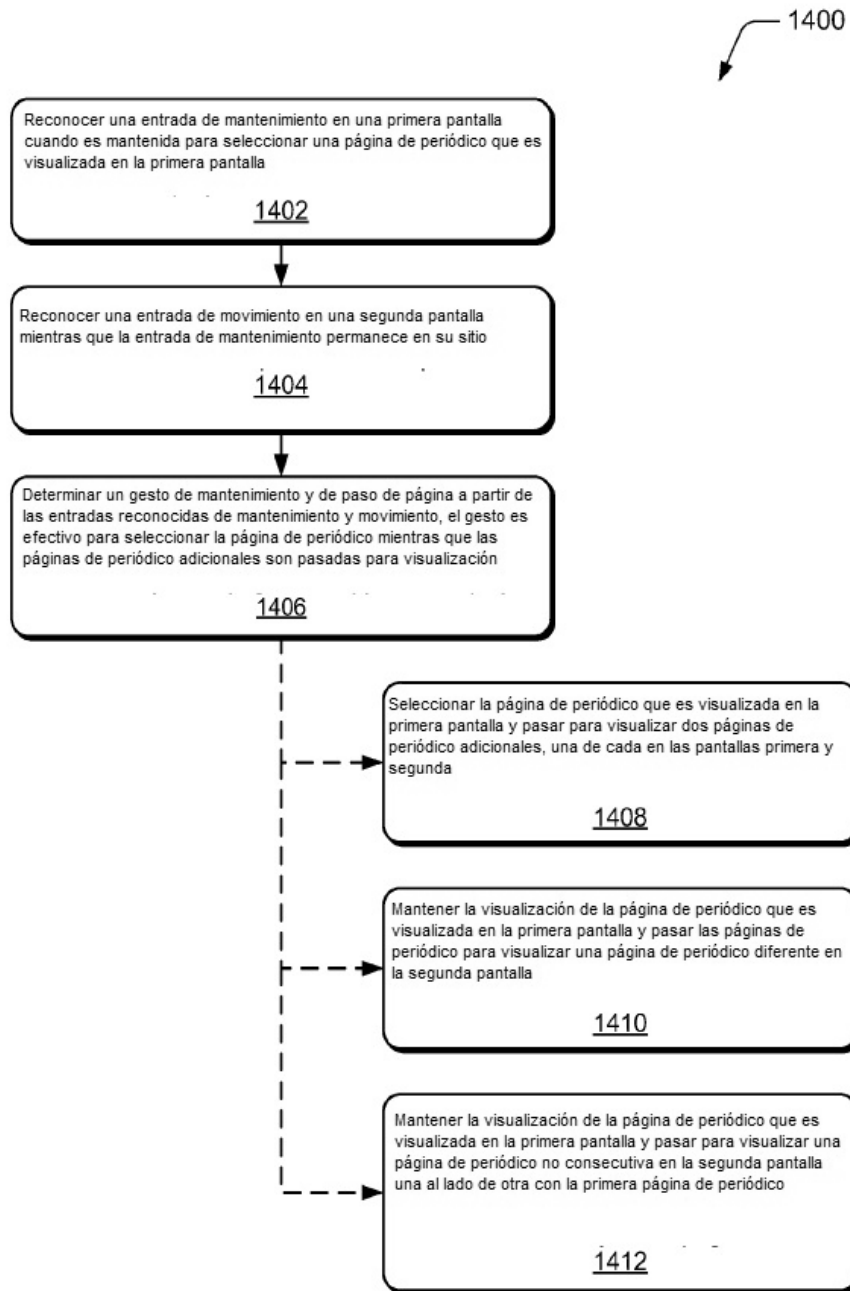 1400
Reconocer una entrada de mantenimiento en una primera pantalla
cuando es mantenida para seleccionar una página de periódico que es
visualizada en la primera pantalla
1402
Reconocer una entrada de movimiento en una segunda pantalla
mientras que la entrada de mantenimiento permanece en su sitio
1404
Determinar un gesto de mantenimiento y de paso de página a partir de
las entradas reconocidas de mantenimiento y movimiento, el gesto es
efectivo para seleccionar la página de periódico mientras que las
páginas de periódico adicionales son pasadas para visualización
1406
Seleccionar la página de periódico que es visualizada en la
primera pantalla y pasar para visualizar dos páginas de
periódico adicionales, una de cada en las pantallas primera y
segunda
1408
Mantener la visualización de la página de periódico que es
visualizada en la primera pantalla y pasar las páginas de
periódico para visualizar una página de periódico diferente en
la segunda pantalla
1410
Mantener la visualización de la página de periódico que es
visualizada en la primera pantalla y pasar para visualizar una
página de periódico no consecutiva en la segunda pantalla
una al lado de otra con la primera página de periódico
1412